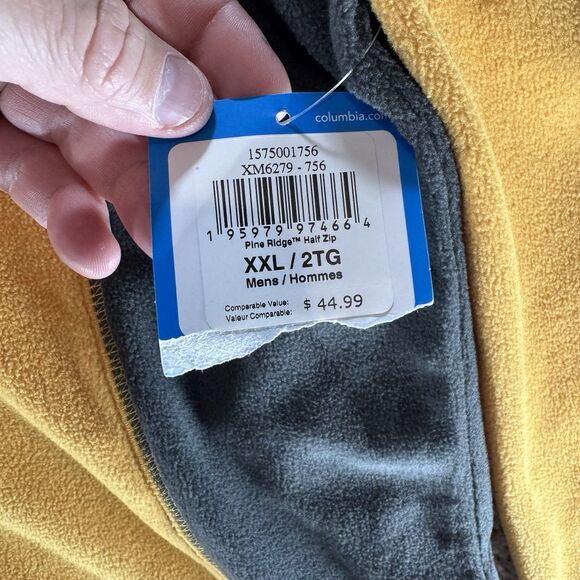 columbia.com
1575001756
XM6279 - 756
1 95979 97466 4
Pine Ridge™ Half Zip
XXL / 2TG
Mens / Hommes
Comparable Value:
Valeur Comparable: $ 44.99